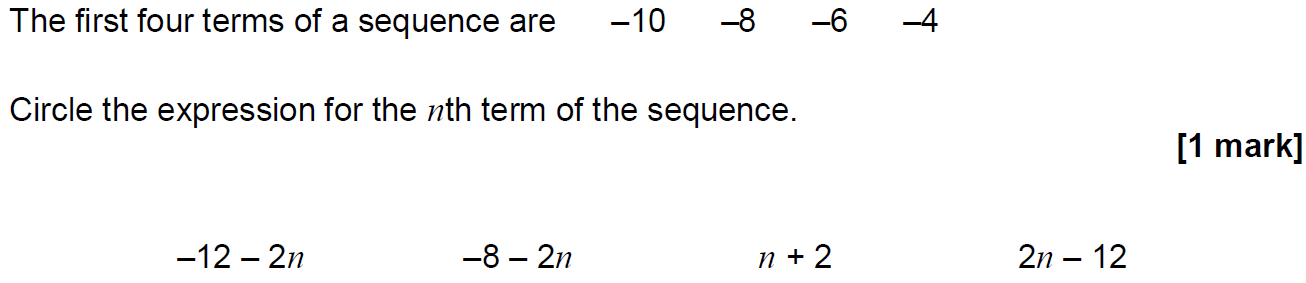 The first four terms of a sequence are –10 –8 –6 –4
Circle the expression for the nth term of the sequence.
[1 mark]
–12 – 2n –8 – 2n n + 2 2n – 12